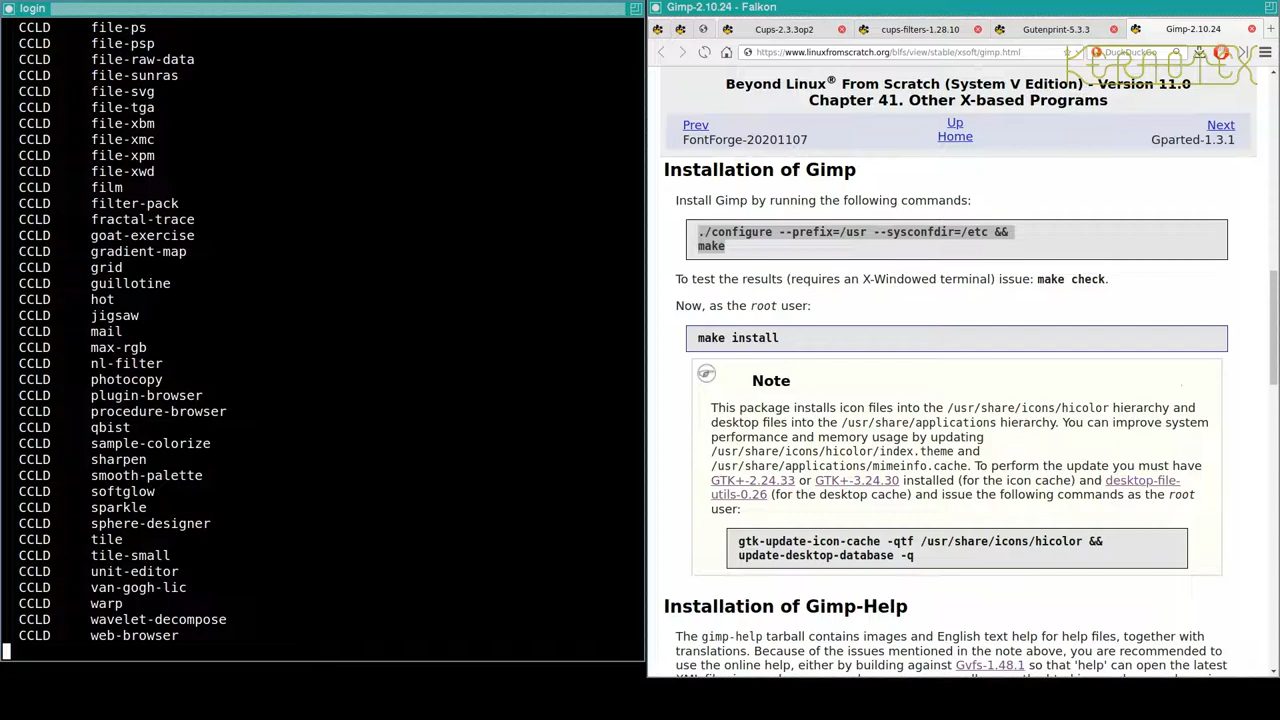 login
CCLD file-ps
CCLD file-psp
CCLD file-raw-data
CCLD file-sunras
CCLD file-svg
CCLD file-tga
CCLD file-xbm
CCLD file-xmc
CCLD file-xpm
CCLD file-xwd
CCLD film
CCLD filter-pack
CCLD fractal-trace
CCLD goat-exercise
CCLD gradient-map
CCLD grid
CCLD guillotine
CCLD hot
CCLD jigsaw
CCLD mail
CCLD max-rgb
CCLD nl-filter
CCLD photocopy
CCLD plugin-browser
CCLD procedure-browser
CCLD qbist
CCLD sample-colorize
CCLD sharpen
CCLD smooth-palette
CCLD softglow
CCLD sparkle
CCLD sphere-designer
CCLD tile
CCLD tile-small
CCLD unit-editor
CCLD van-gogh-lic
CCLD warp
CCLD wavelet-decompose
CCLD web-browser
Gimp-2.10.24 - Falkon
Cups-2.3.3op2 cups-filters-1.28.10 Gutenprint-5.3.3 Gimp-2.10.24
https://www.linuxfromscratch.org/blfs/view/stable/xsoft/gimp.html DuckDuckGo
KERNOTEX
Beyond Linux® From Scratch (System V Edition) - Version 11.0
Chapter 41. Other X-based Programs
Prev Up Next
FontForge-20201107 Home Gparted-1.3.1
Installation of Gimp
Install Gimp by running the following commands:
./configure --prefix=/usr --sysconfdir=/etc &&
make
To test the results (requires an X-Windowed terminal) issue: make check.
Now, as the root user:
make install
Note
This package installs icon files into the /usr/share/icons/hicolor hierarchy and
desktop files into the /usr/share/applications hierarchy. You can improve system
performance and memory usage by updating
/usr/share/icons/hicolor/index.theme and
/usr/share/applications/mimeinfo.cache. To perform the update you must have
GTK+-2.24.33 or GTK+-3.24.30 installed (for the icon cache) and desktop-file-
utils-0.26 (for the desktop cache) and issue the following commands as the root
user:
gtk-update-icon-cache -qtf /usr/share/icons/hicolor &&
update-desktop-database -q
Installation of Gimp-Help
The gimp-help tarball contains images and English text help for help files, together with
translations. Because of the issues mentioned in the note above, you are recommended to
use the online help, either by building against Gvfs-1.48.1 so that 'help' can open the latest